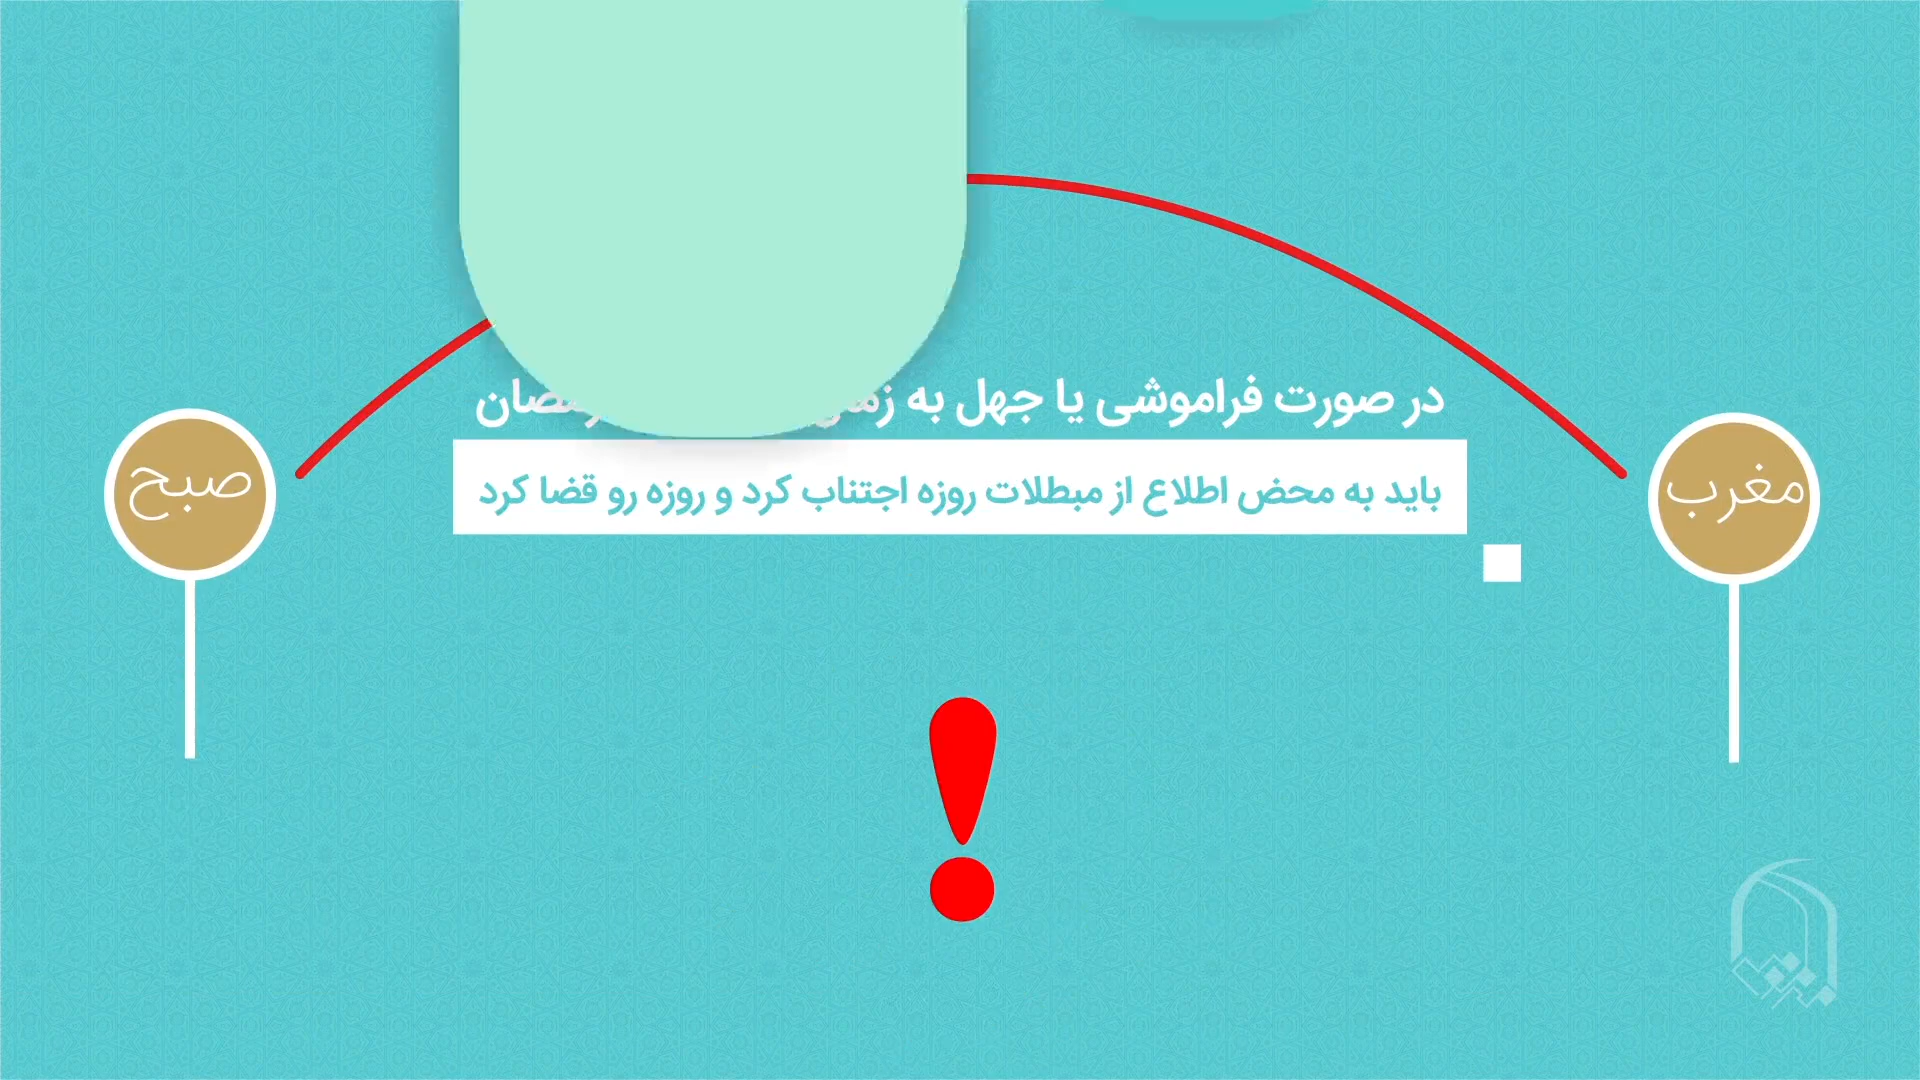 در صورت فراموشی یا جهل به
باید به محض اطلاع از مبطلات روزه اجتناب کرد و روزه رو قضا کرد
صبح
مغرب